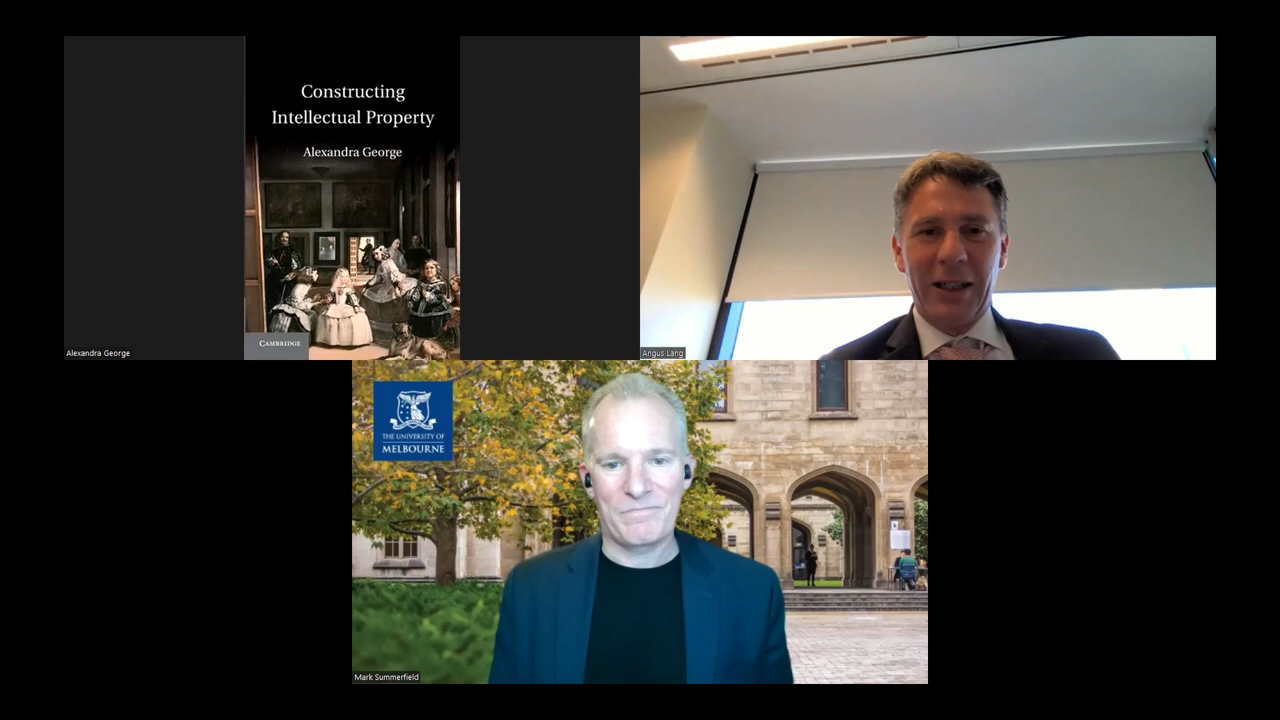 Constructing
Intellectual Property
Alexandra George
CAMBRIDGE
Alexandra George
Angus Lang
THE UNIVERSITY OF
MELBOURNE
Mark Summerfield